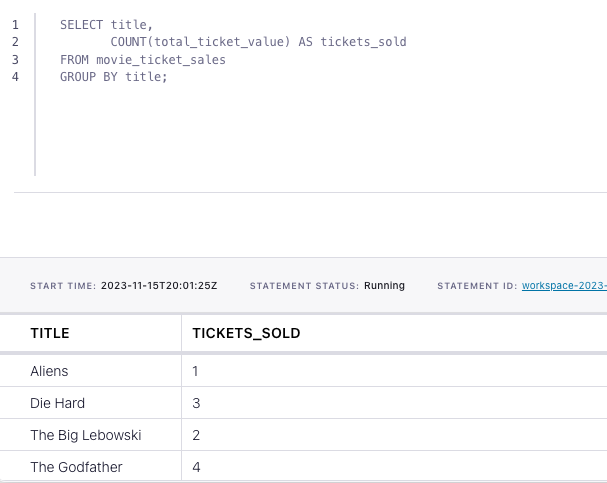 1 SELECT title,
2 COUNT(total_ticket_value) AS tickets_sold
3 FROM movie_ticket_sales
4 GROUP BY title;
START TIME: 2023-11-15T20:01:25Z STATEMENT STATUS: Running STATEMENT ID: workspace-2023-
TITLE TICKETS_SOLD
Aliens 1
Die Hard 3
The Big Lebowski 2
The Godfather 4